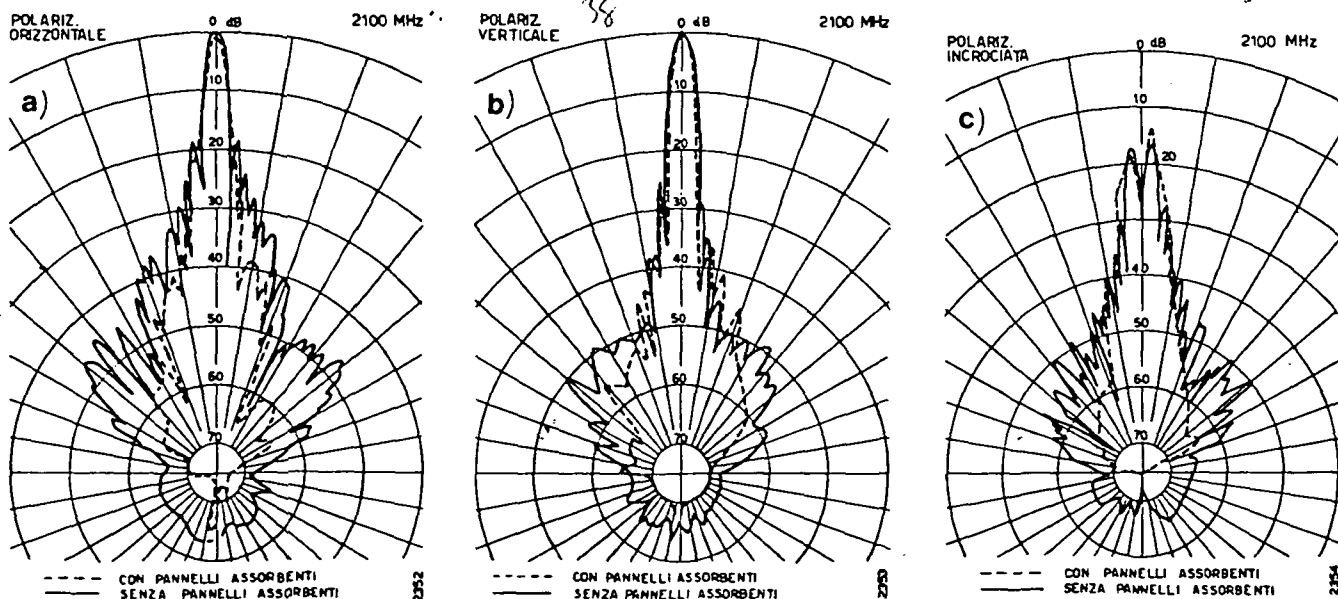 POLARIZ.
ORIZZONTALE
0 dB
2100 MHz
a)
10
20
30
40
50
60
70
CON PANNELLI ASSORBENTI
SENZA PANNELLI ASSORBENTI
2352
POLARIZ.
VERTICALE
0 dB
2100 MHz
b)
10
20
30
40
50
60
70
CON PANNELLI ASSORBENTI
SENZA PANNELLI ASSORBENTI
2353
POLARIZ.
INCROCIATA
0 dB
2100 MHz
c)
10
20
40
50
60
70
CON PANNELLI ASSORBENTI
SENZA PANNELLI ASSORBENTI
2354